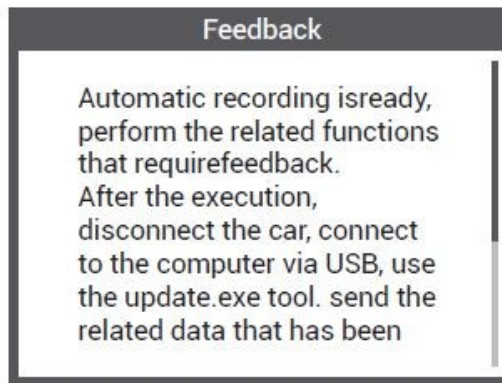 Feedback
Automatic recording isready,
perform the related functions
that requirefeedback.
After the execution,
disconnect the car, connect
to the computer via USB, use
the update.exe tool. send the
related data that has been